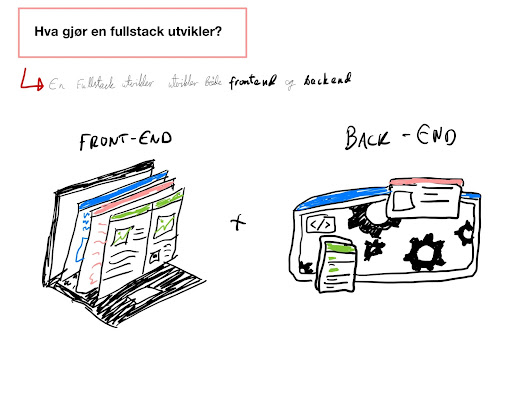 Hva gjør en fullstack utvikler?
En Fullstack utvikler utvikler både frontend og backend
FRONT-END
BACK-END
+
</>